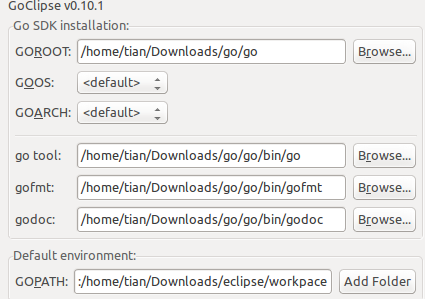 GoClipse v0.10.1
Go SDK installation:
GOROOT: /home/tian/Downloads/go/go Browse...
GOOS: <default>
GOARCH: <default>
go tool: /home/tian/Downloads/go/go/bin/go Browse...
gofmt: /home/tian/Downloads/go/go/bin/gofmt Browse...
godoc: /home/tian/Downloads/go/go/bin/godoc Browse...
Default environment:
GOPATH: :/home/tian/Downloads/eclipse/workpace Add Folder